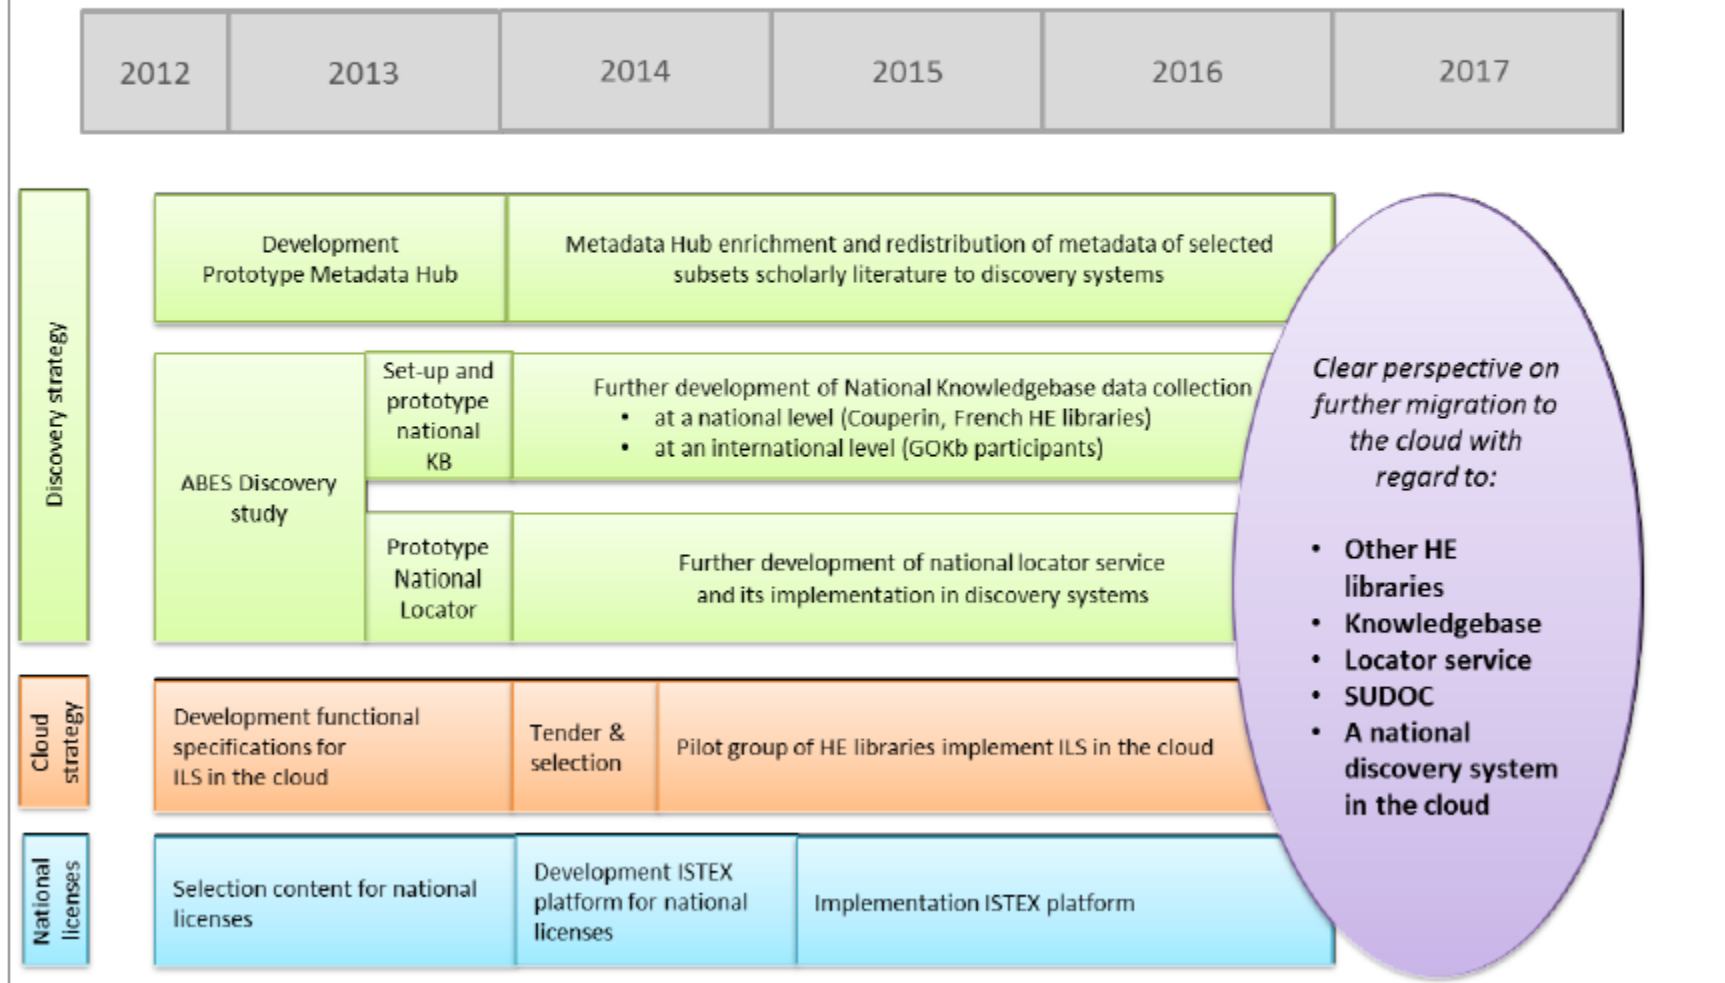 2012
2013
2014
2015
2016
2017
Discovery strategy
Development
Prototype Metadata Hub
Metadata Hub enrichment and redistribution of metadata of selected
subsets scholarly literature to discovery systems
ABES Discovery
study
Set-up and
prototype
national
KB
Further development of National Knowledgebase data collection
• at a national level (Couperin, French HE libraries)
• at an international level (GOKb participants)
Prototype
National
Locator
Further development of national locator service
and its implementation in discovery systems
Cloud
strategy
Development functional
specifications for
ILS in the cloud
Tender &
selection
Pilot group of HE libraries implement ILS in the cloud
National
licenses
Selection content for national
licenses
Development ISTEX
platform for national
licenses
Implementation ISTEX platform
Clear perspective on
further migration to
the cloud with
regard to:
• Other HE
libraries
• Knowledgebase
• Locator service
• SUDOC
• A national
discovery system
in the cloud